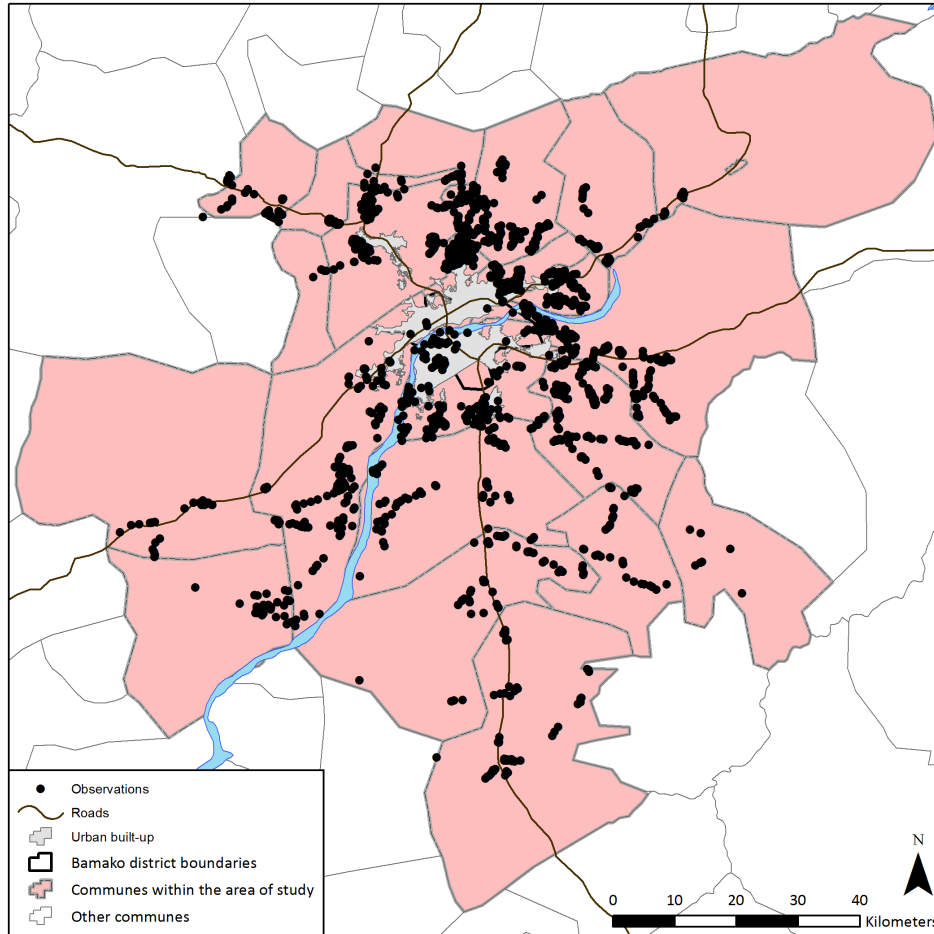 Observations
Roads
Urban built-up
Bamako district boundaries
Communes within the area of study
Other communes
N
0 10 20 30 40
Kilometers